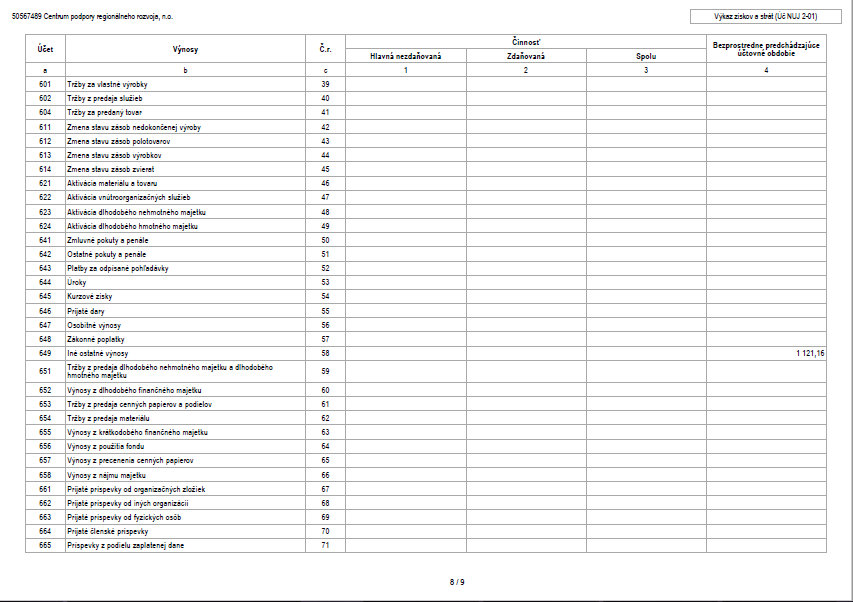 50567489 Centrum podpory regionálneho rozvoja, n.o.
Výkaz ziskov a strát (Úč NUJ 2-01)
Účet Výnosy Č.r. Činnosť Bezprostredne predchádzajúce účtovné obdobie
Hlavná nezdaňovaná Zdaňovaná Spolu
a b c 1 2 3 4
601 Tržby za vlastné výrobky 39
602 Tržby z predaja služieb 40
604 Tržby za predaný tovar 41
611 Zmena stavu zásob nedokončenej výroby 42
612 Zmena stavu zásob polotovarov 43
613 Zmena stavu zásob výrobkov 44
614 Zmena stavu zásob zvierat 45
621 Aktivácia materiálu a tovaru 46
622 Aktivácia vnútroorganizačných služieb 47
623 Aktivácia dlhodobého nehmotného majetku 48
624 Aktivácia dlhodobého hmotného majetku 49
641 Zmluvné pokuty a penále 50
642 Ostatné pokuty a penále 51
643 Platby za odpísané pohľadávky 52
644 Úroky 53
645 Kurzové zisky 54
646 Prijaté dary 55
647 Osobitné výnosy 56
648 Zákonné poplatky 57
649 Iné ostatné výnosy 58 1 121,16
651 Tržby z predaja dlhodobého nehmotného majetku a dlhodobého
hmotného majetku 59
652 Výnosy z dlhodobého finančného majetku 60
653 Tržby z predaja cenných papierov a podielov 61
654 Tržby z predaja materiálu 62
655 Výnosy z krátkodobého finančného majetku 63
656 Výnosy z použitia fondu 64
657 Výnosy z precenenia cenných papierov 65
658 Výnosy z nájmu majetku 66
661 Prijaté príspevky od organizačných zložiek 67
662 Prijaté príspevky od iných organizácií 68
663 Prijaté príspevky od fyzických osôb 69
664 Prijaté členské príspevky 70
665 Príspevky z podielu zaplatenej dane 71
8 / 9